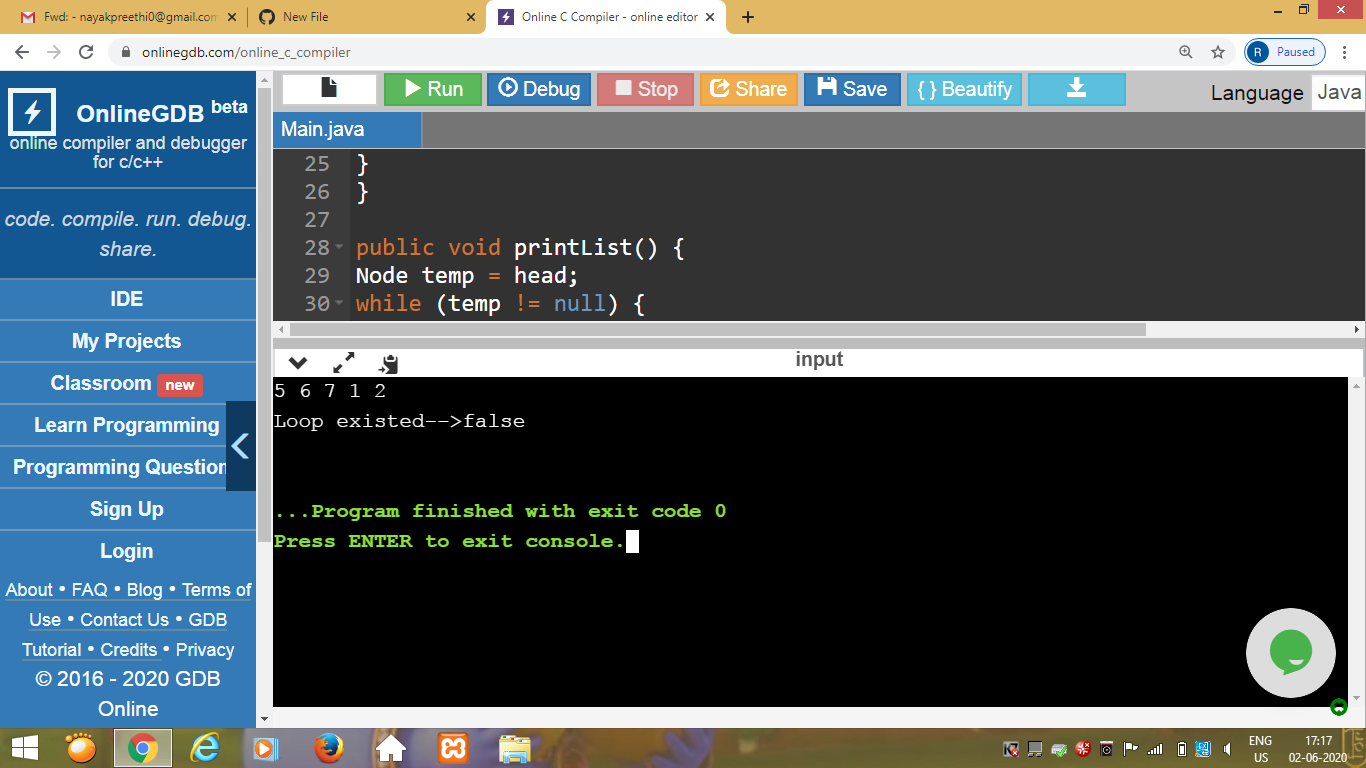 Fwd: - nayakpreethi0@gmail.com
New File
Online C Compiler - online editor
onlinegdb.com/online_c_compiler
R Paused
OnlineGDB beta
online compiler and debugger
for c/c++
code. compile. run. debug.
share.
IDE
My Projects
Classroom new
Learn Programming
Programming Question
Sign Up
Login
About • FAQ • Blog • Terms of
Use • Contact Us • GDB
Tutorial • Credits • Privacy
© 2016 - 2020 GDB
Online
Run Debug Stop Share Save { } Beautify
Language Java
Main.java
25 }
26 }
27
28 public void printList() {
29 Node temp = head;
30 while (temp != null) {
input
5 6 7 1 2
Loop existed-->false
...Program finished with exit code 0
Press ENTER to exit console.
ENG
US
17:17
02-06-2020